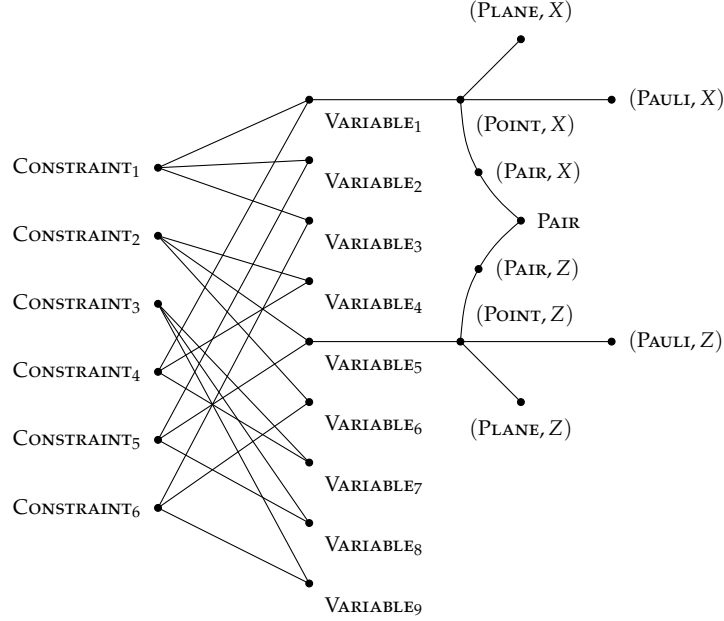 (PLANE, X)
(PAULI, X)
VARIABLE₁
(POINT, X)
CONSTRAINT₁
(PAIR, X)
VARIABLE₂
PAIR
CONSTRAINT₂
VARIABLE₃
(PAIR, Z)
CONSTRAINT₃
VARIABLE₄
(POINT, Z)
(PAULI, Z)
VARIABLE₅
CONSTRAINT₄
VARIABLE₆
(PLANE, Z)
CONSTRAINT₅
VARIABLE₇
CONSTRAINT₆
VARIABLE₈
VARIABLE₉